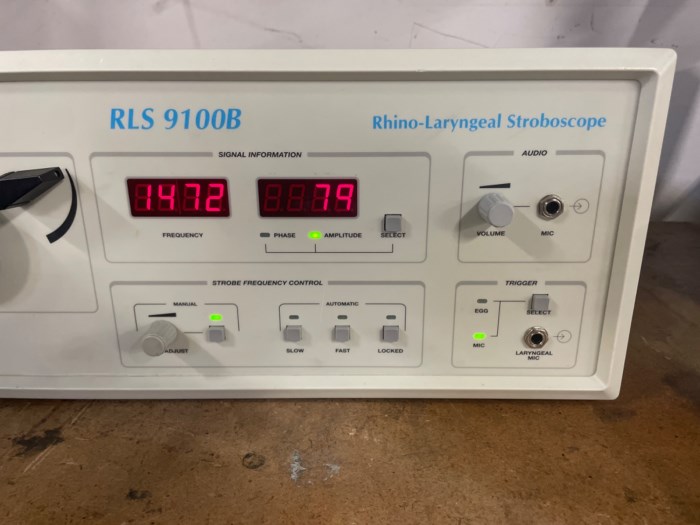 RLS 9100B
Rhino-Laryngeal Stroboscope
SIGNAL INFORMATION
1472
79
FREQUENCY
PHASE
AMPLITUDE
SELECT
AUDIO
VOLUME
MIC
STROBE FREQUENCY CONTROL
MANUAL
AUTOMATIC
SLOW
FAST
LOCKED
TRIGGER
EGG
SELECT
MIC
LARYNGEAL
MIC